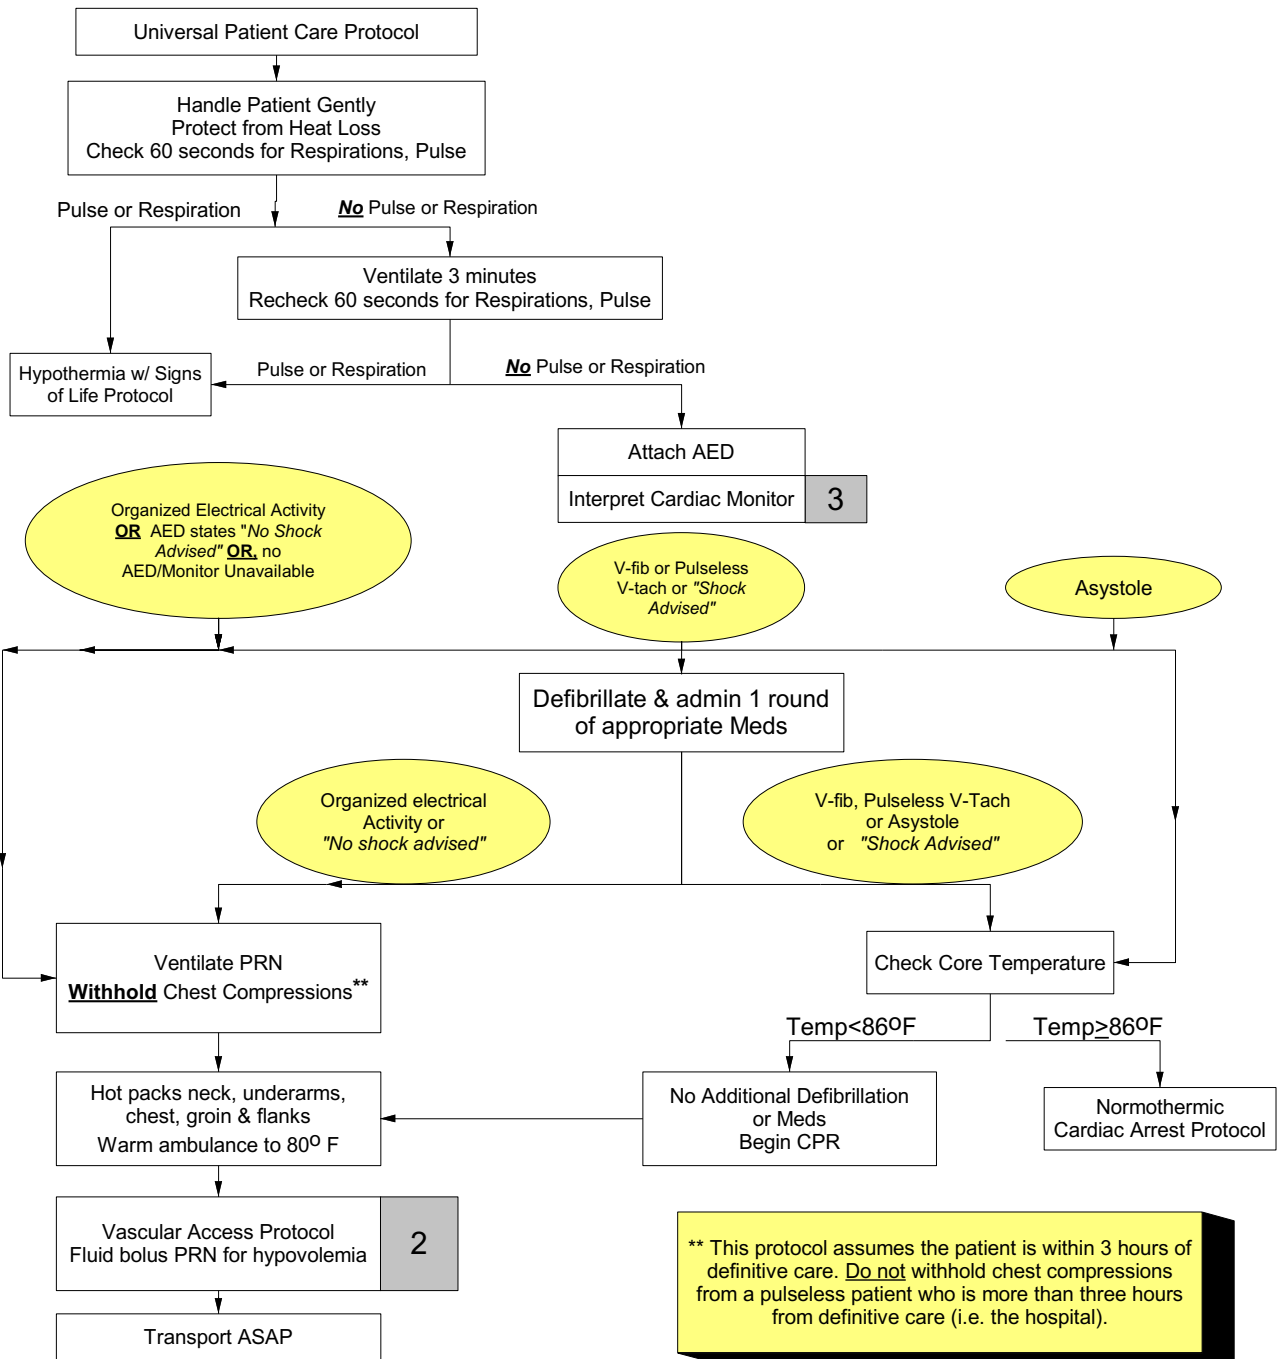 Universal Patient Care Protocol
Handle Patient Gently
Protect from Heat Loss
Check 60 seconds for Respirations, Pulse
Pulse or Respiration
No Pulse or Respiration
Ventilate 3 minutes
Recheck 60 seconds for Respirations, Pulse
Hypothermia w/ Signs
of Life Protocol
Pulse or Respiration
No Pulse or Respiration
Attach AED
Interpret Cardiac Monitor
3
Organized Electrical Activity
OR AED states "No Shock
Advised" OR, no
AED/Monitor Unavailable
V-fib or Pulseless
V-tach or "Shock
Advised"
Asystole
Defibrillate & admin 1 round
of appropriate Meds
Organized electrical
Activity or
"No shock advised"
V-fib, Pulseless V-Tach
or Asystole
or "Shock Advised"
Ventilate PRN
Withhold Chest Compressions**
Check Core Temperature
Temp<86ºF
Temp≥86ºF
Hot packs neck, underarms,
chest, groin & flanks
Warm ambulance to 80º F
No Additional Defibrillation
or Meds
Begin CPR
Normothermic
Cardiac Arrest Protocol
Vascular Access Protocol
Fluid bolus PRN for hypovolemia
2
** This protocol assumes the patient is within 3 hours of
definitive care. Do not withhold chest compressions
from a pulseless patient who is more than three hours
from definitive care (i.e. the hospital).
Transport ASAP